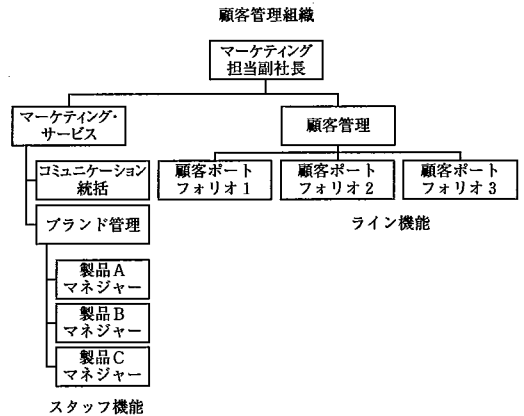 顧客管理組織
マーケティング
担当副社長
マーケティング・
サービス
顧客管理
コミュニケーション
統括
顧客ポート
フォリオ1
顧客ポート
フォリオ2
顧客ポート
フォリオ3
ブランド管理
ライン機能
製品A
マネジャー
製品B
マネジャー
製品C
マネジャー
スタッフ機能